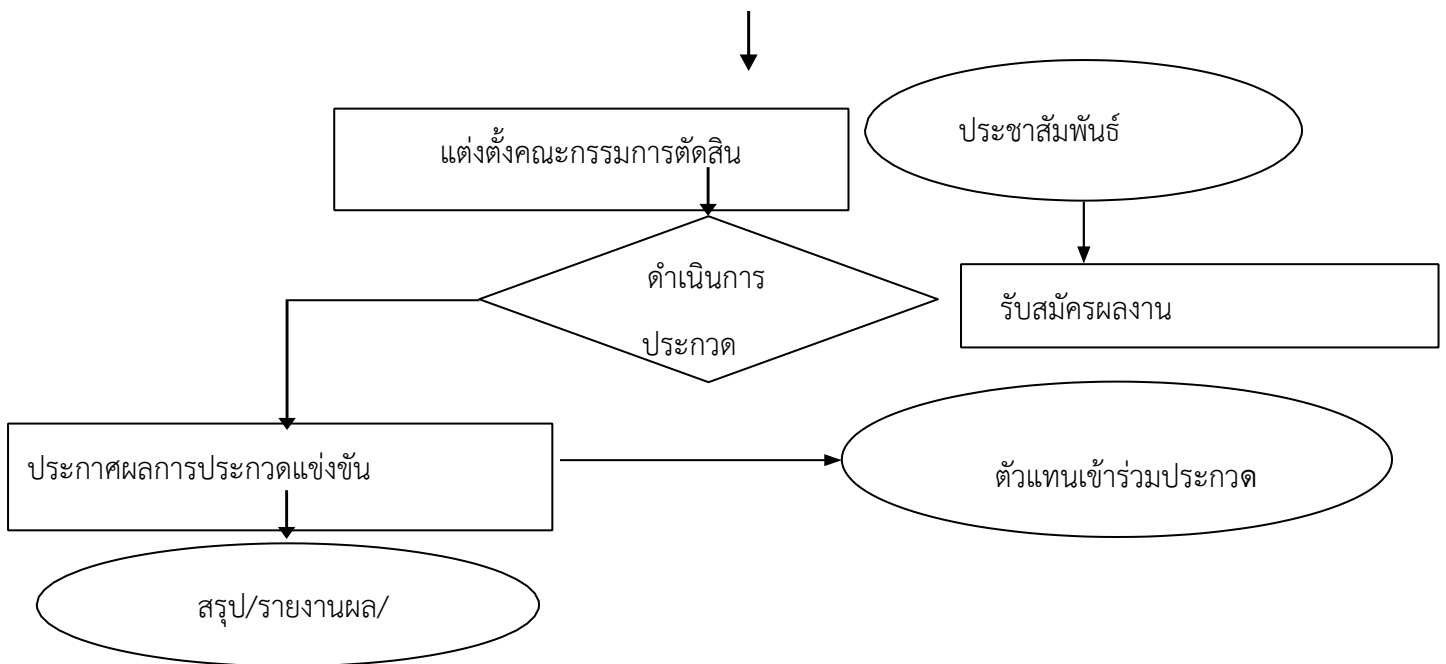 ประชาสัมพันธ์
แต่งตั้งคณะกรรมการตัดสิน
ดำเนินการ
ประกวด
รับสมัครผลงาน
ประกาศผลการประกวดแข่งขัน
ตัวแทนเข้าร่วมประกวด
สรุป/รายงานผล/